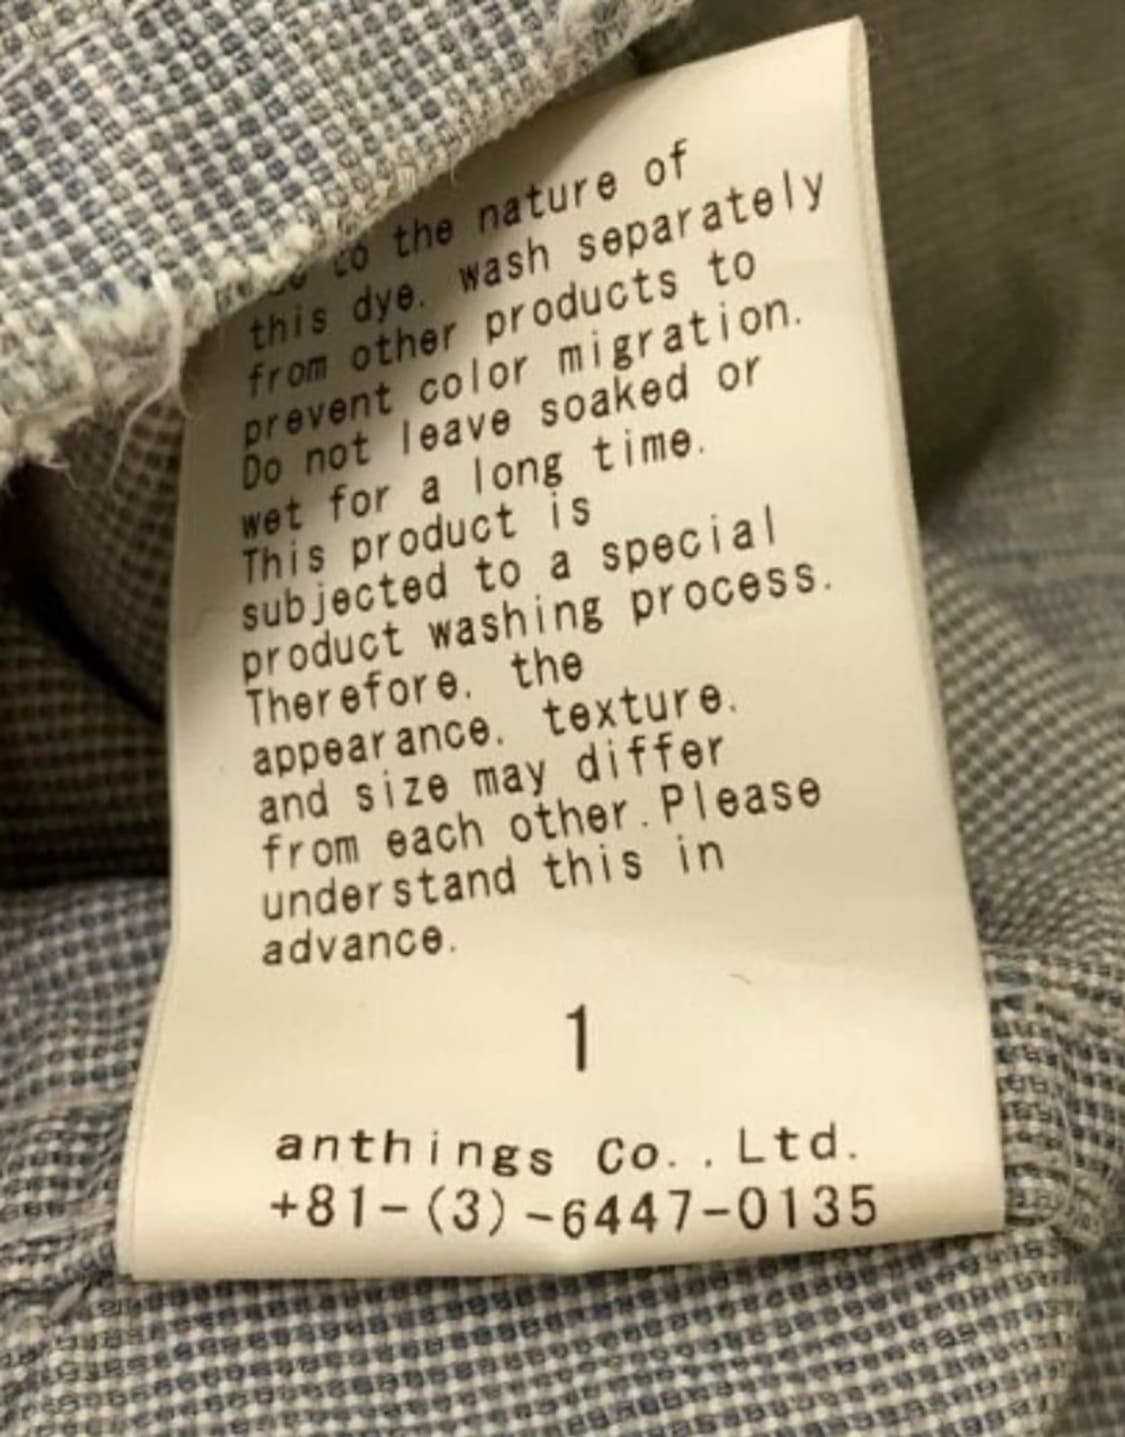 to the nature of
this dye. wash separately
from other products to
prevent color migration.
Do not leave soaked or
wet for a long time.
This product is
subjected to a special
product washing process.
Therefore. the
appearance. texture.
and size may differ
from each other.Please
understand this in
advance.
1
anthings Co..Ltd.
+81-(3)-6447-0135